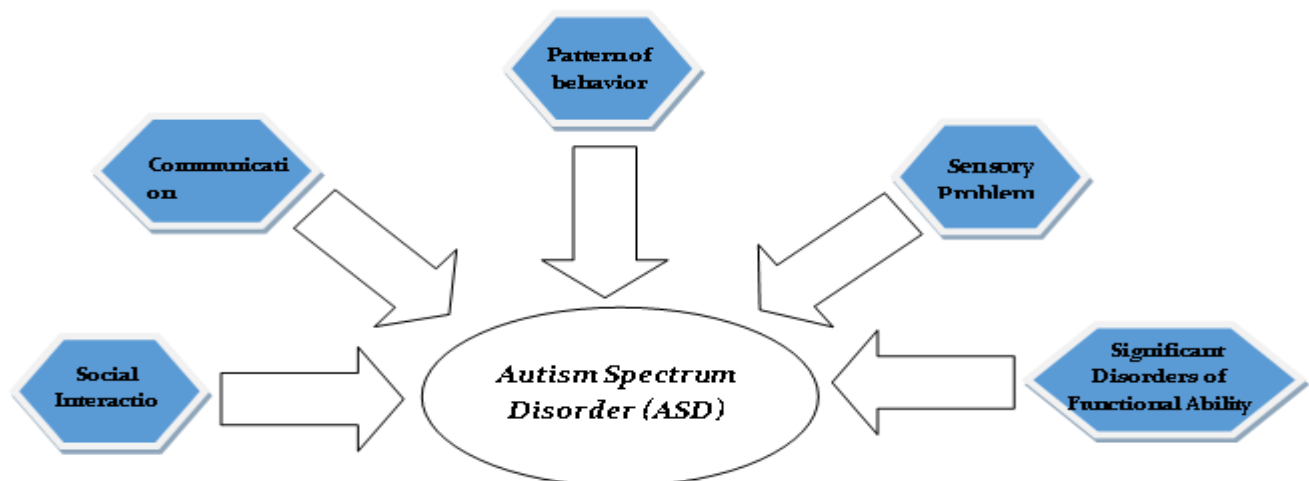 Pattern of
behavior
Communicati
on
Sensory
Problem
Social
Interactio
Autism Spectrum
Disorder (ASD)
Significant
Disorders of
Functional Ability